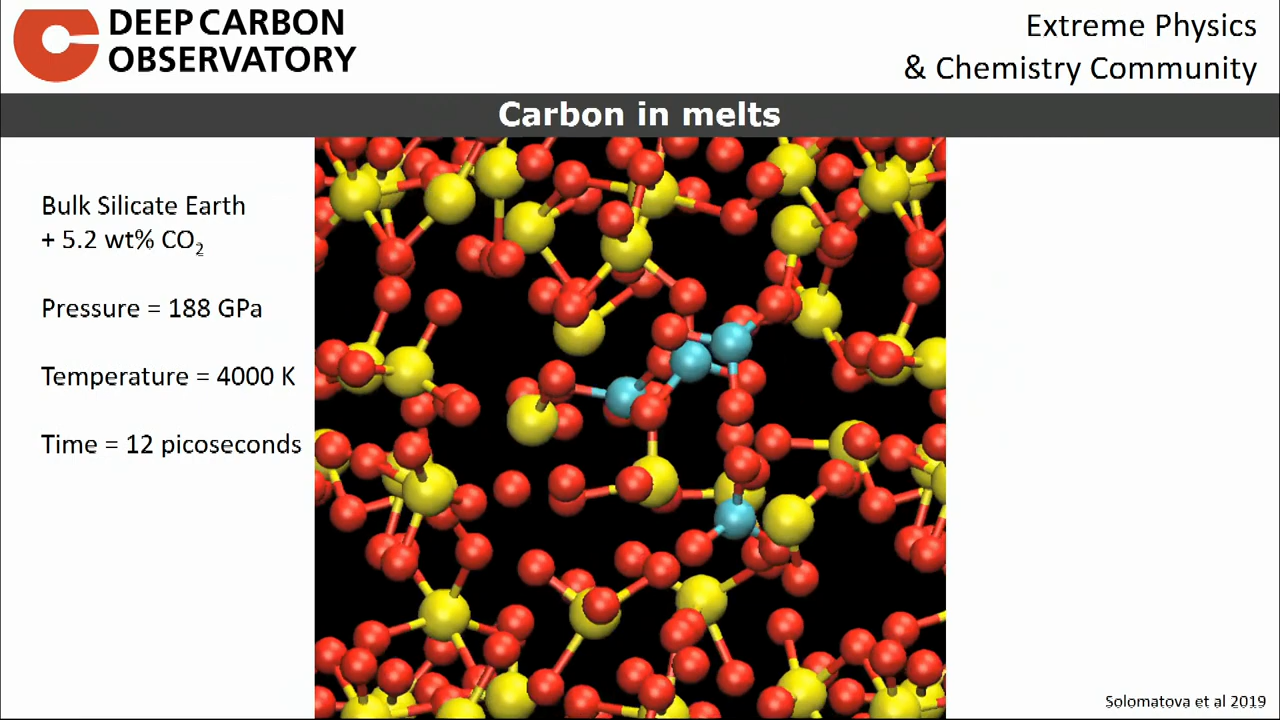 DEEP CARBON
OBSERVATORY
Extreme Physics
& Chemistry Community
Carbon in melts
Bulk Silicate Earth
+ 5.2 wt% CO₂
Pressure = 188 GPa
Temperature = 4000 K
Time = 12 picoseconds
Solomatova et al 2019